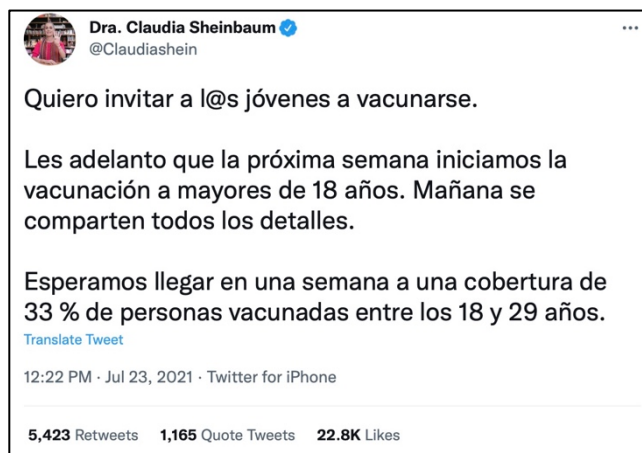 Dra. Claudia Sheinbaum
@Claudiashein
Quiero invitar a l@s jóvenes a vacunarse.
Les adelanto que la próxima semana iniciamos la
vacunación a mayores de 18 años. Mañana se
comparten todos los detalles.
Esperamos llegar en una semana a una cobertura de
33 % de personas vacunadas entre los 18 y 29 años.
Translate Tweet
12:22 PM · Jul 23, 2021 · Twitter for iPhone
5,423 Retweets 1,165 Quote Tweets 22.8K Likes